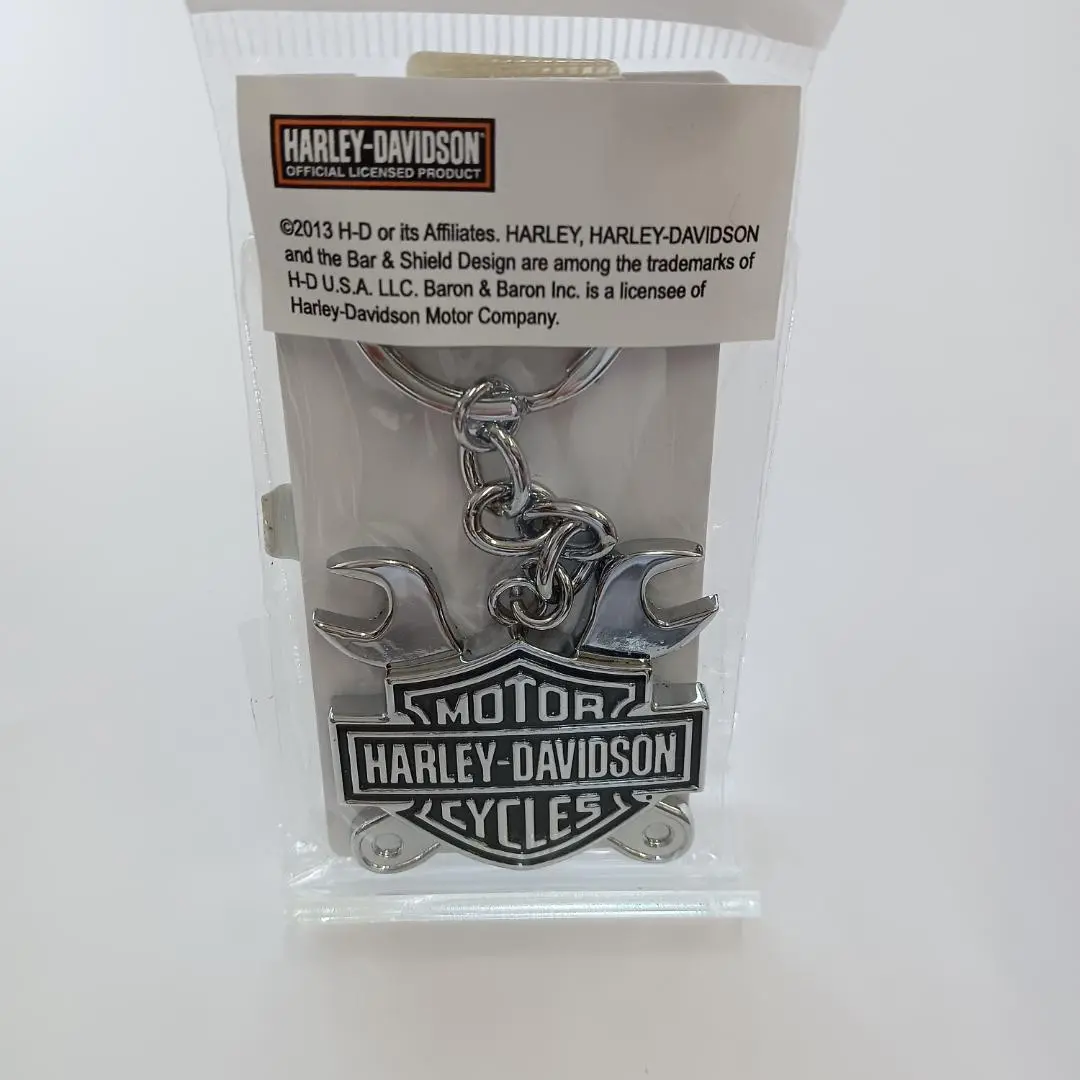 HARLEY-DAVIDSON
OFFICIAL LICENSED PRODUCT
©2013 H-D or its Affiliates. HARLEY, HARLEY-DAVIDSON
and the Bar & Shield Design are among the trademarks of
H-D U.S.A. LLC. Baron & Baron Inc. is a licensee of
Harley-Davidson Motor Company.
MOTOR
HARLEY-DAVIDSON
CYCLES